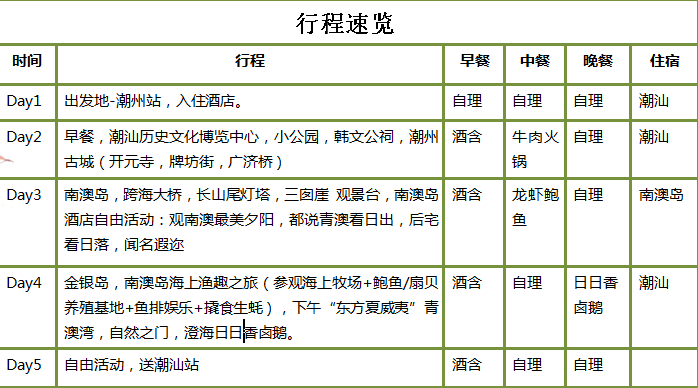 行程速览
时间 行程 早餐 中餐 晚餐 住宿
Day1 出发地-潮州站，入住酒店。 自理 自理 自理 潮汕
Day2 早餐，潮汕历史文化博览中心，小公园，韩文公祠，潮州 酒含 牛肉火 自理 潮汕
古城（开元寺，牌坊街，广济桥） 锅
Day3 南澳岛，跨海大桥，长山尾灯塔，三囱崖 观景台，南澳岛 酒含 龙虾鲍 自理 南澳岛
酒店自由活动：观南澳最美夕阳，都说青澳看日出，后宅 鱼
看日落，闻名遐迩
Day4 金银岛，南澳岛海上渔趣之旅（参观海上牧场+鲍鱼/扇贝 酒含 自理 日日香 潮汕
养殖基地+鱼排娱乐+撬食生蚝），下午“东方夏威夷”青 卤鹅
澳湾，自然之门，澄海日日香卤鹅。
Day5 自由活动，送潮汕站 酒含 自理 自理